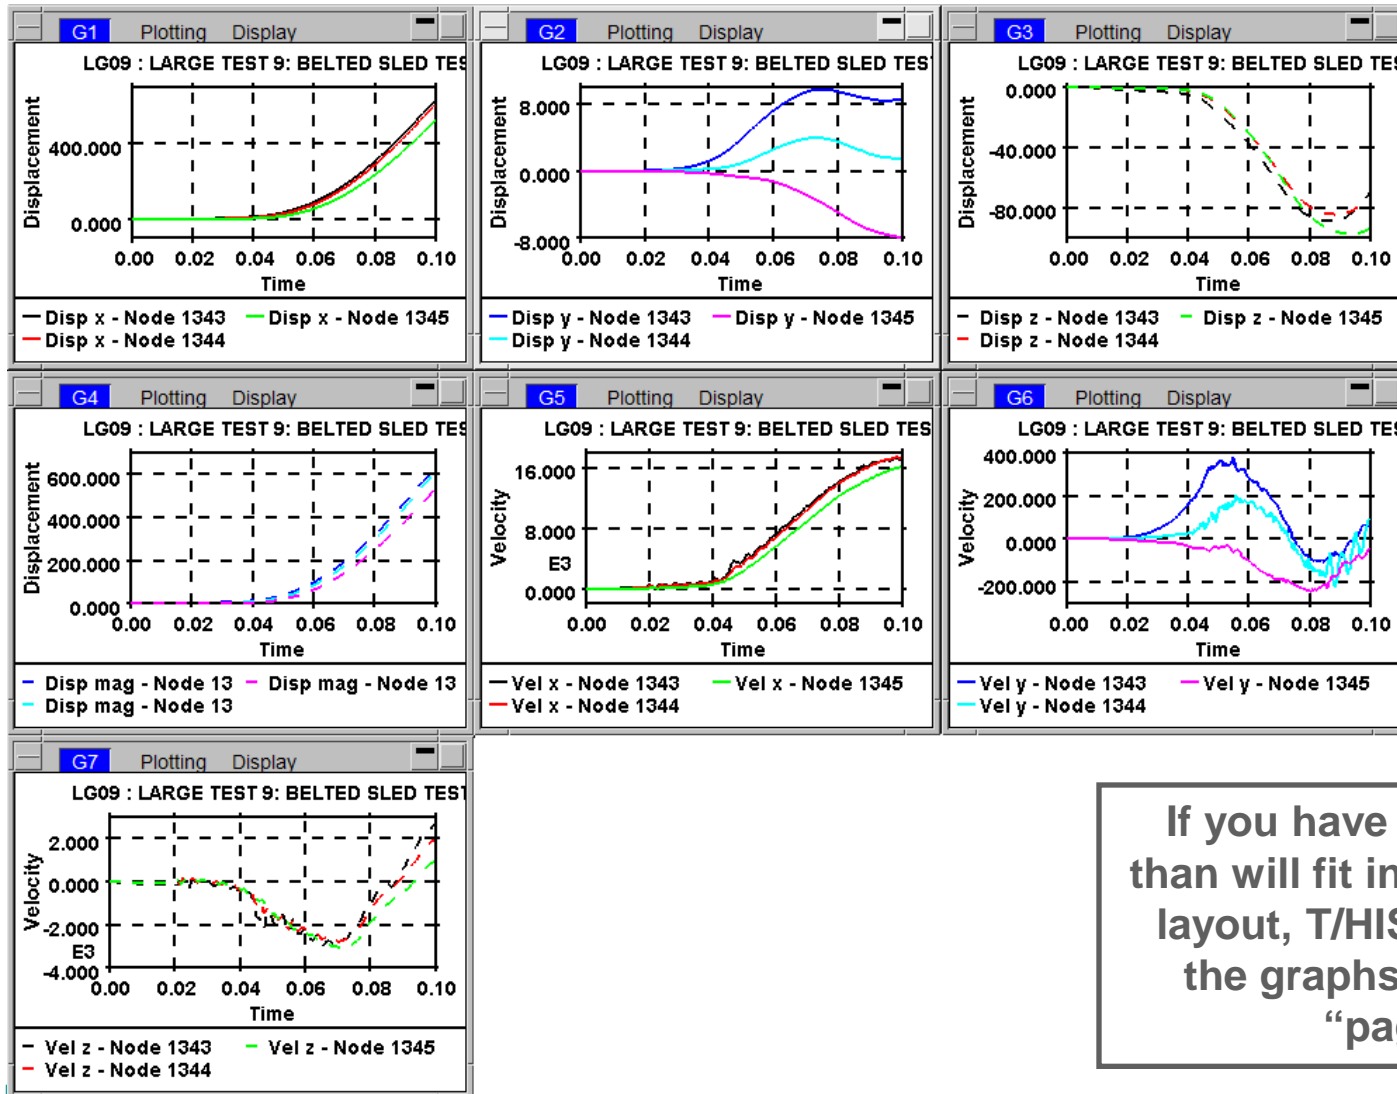 G1 Plotting Display
LG09 : LARGE TEST 9: BELTED SLED TES
Displacement
400.000
0.000
0.00 0.02 0.04 0.06 0.08 0.10
Time
Disp x - Node 1343 Disp x - Node 1345
Disp x - Node 1344
G2 Plotting Display
LG09 : LARGE TEST 9: BELTED SLED TES
Displacement
8.000
0.000
-8.000
0.00 0.02 0.04 0.06 0.08 0.10
Time
Disp y - Node 1343 Disp y - Node 1345
Disp y - Node 1344
G3 Plotting Display
LG09 : LARGE TEST 9: BELTED SLED TES
Displacement
0.000
-40.000
-80.000
0.00 0.02 0.04 0.06 0.08 0.10
Time
Disp z - Node 1343 Disp z - Node 1345
Disp z - Node 1344
G4 Plotting Display
LG09 : LARGE TEST 9: BELTED SLED TES
Displacement
600.000
400.000
200.000
0.000
0.00 0.02 0.04 0.06 0.08 0.10
Time
Disp mag - Node 13 Disp mag - Node 13
Disp mag - Node 13
G5 Plotting Display
LG09 : LARGE TEST 9: BELTED SLED TES
Velocity
16.000
8.000
E3
0.000
0.00 0.02 0.04 0.06 0.08 0.10
Time
Vel x - Node 1343 Vel x - Node 1345
Vel x - Node 1344
G6 Plotting Display
LG09 : LARGE TEST 9: BELTED SLED TES
Velocity
400.000
200.000
0.000
-200.000
0.00 0.02 0.04 0.06 0.08 0.10
Time
Vel y - Node 1343 Vel y - Node 1345
Vel y - Node 1344
G7 Plotting Display
LG09 : LARGE TEST 9: BELTED SLED TEST
Velocity
2.000
0.000
-2.000
E3
-4.000
0.00 0.02 0.04 0.06 0.08 0.10
Time
Vel z - Node 1343 Vel z - Node 1345
Vel z - Node 1344
If you have
than will fit in
layout, T/HIS
the graphs
“pa